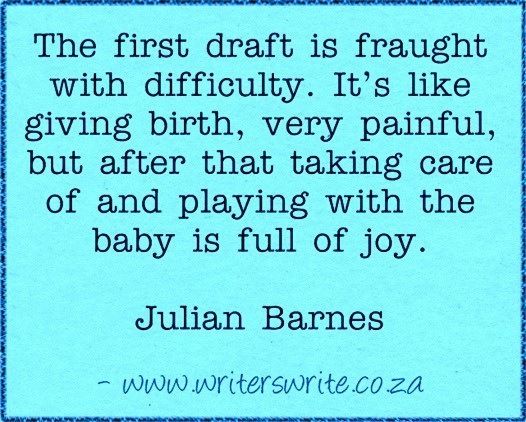 The first draft is fraught
with difficulty. It's like
giving birth, very painful,
but after that taking care
of and playing with the
baby is full of joy.
Julian Barnes
- www.writerswrite.co.za